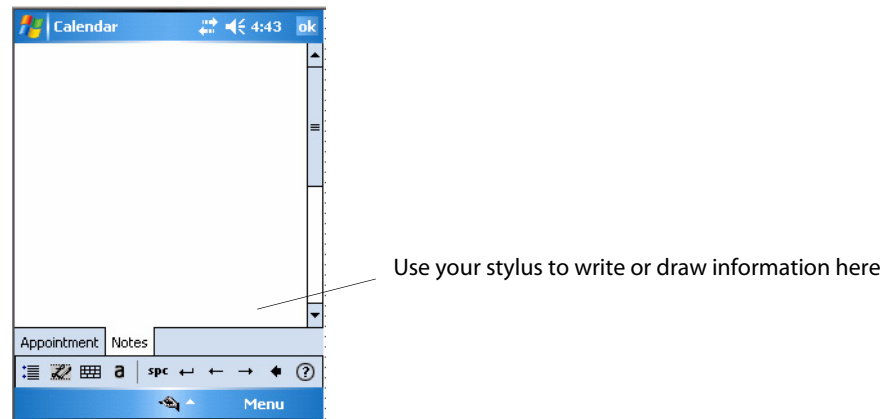 Calendar 4:43 ok
Use your stylus to write or draw information here
Appointment Notes
a spc ?
Menu